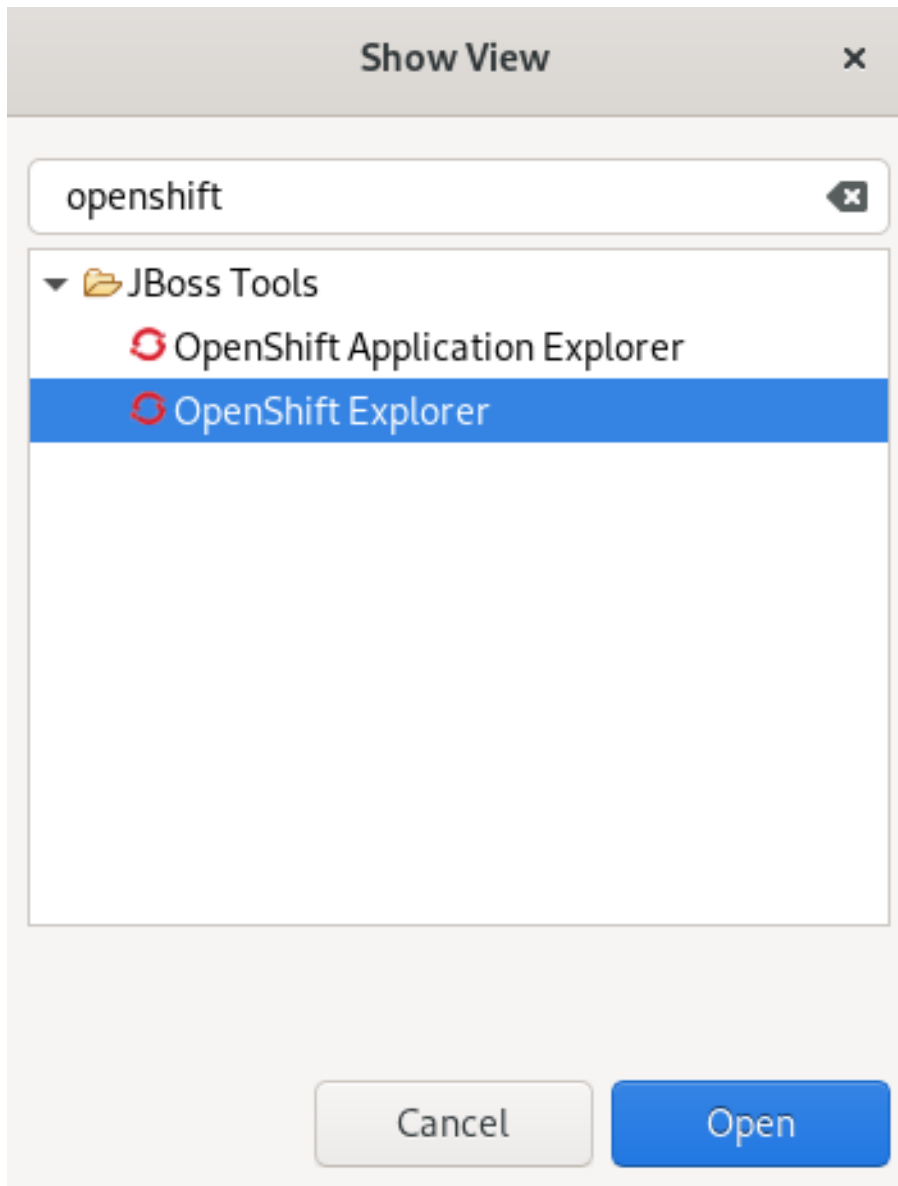 Show View
openshift
JBoss Tools
OpenShift Application Explorer
OpenShift Explorer
Cancel
Open